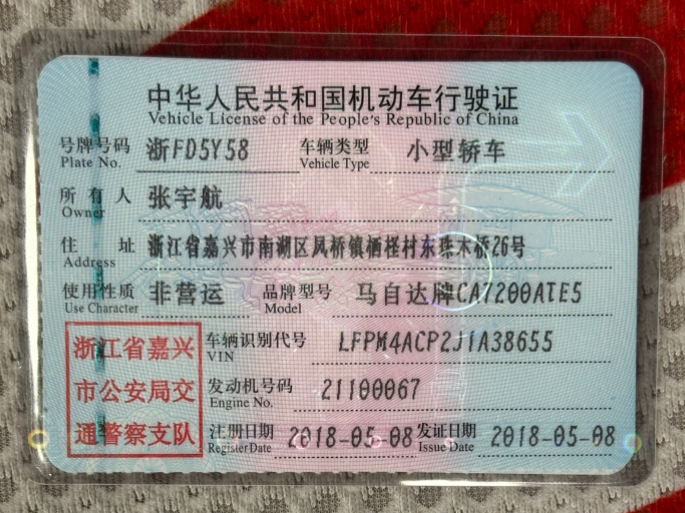 中华人民共和国机动车行驶证
Vehicle License of the People's Republic of China
号牌号码 浙FD5Y58 车辆类型 小型轿车
Plate No. Vehicle Type
所有人 张宇航
Owner
住址 浙江省嘉兴市南湖区凤桥镇栖柽村东珠木桥26号
Address
使用性质 非营运 品牌型号 马自达牌CA7200ATE5
Use Character Model
浙江省嘉兴 车辆识别代号 LFPM4ACP2J1A38655
VIN
市公安局交 发动机号码 21100067
Engine No.
通警察支队 注册日期 2018-05-08 发证日期 2018-05-08
Register Date Issue Date